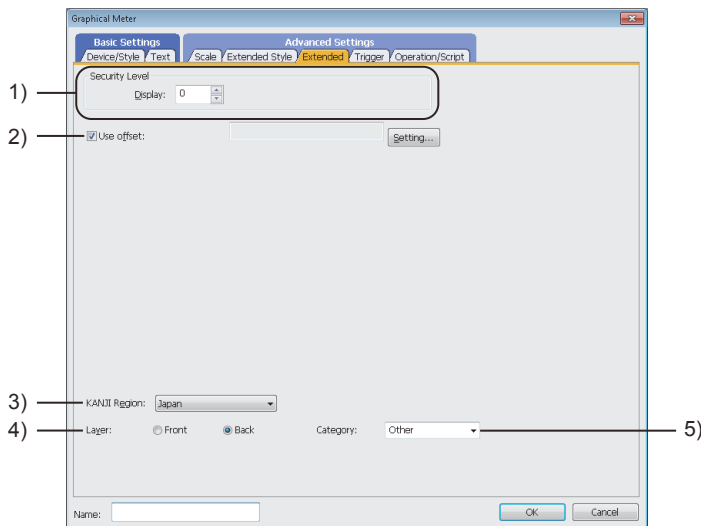 Graphical Meter
Basic Settings Advanced Settings
Device/Style Text Scale Extended Style Extended Trigger Operation/Script
Security Level
1) Display: 0
2) Use offset: Setting...
3) KANJI Region: Japan
4) Layer: Front Back Category: Other 5)
Name: OK Cancel